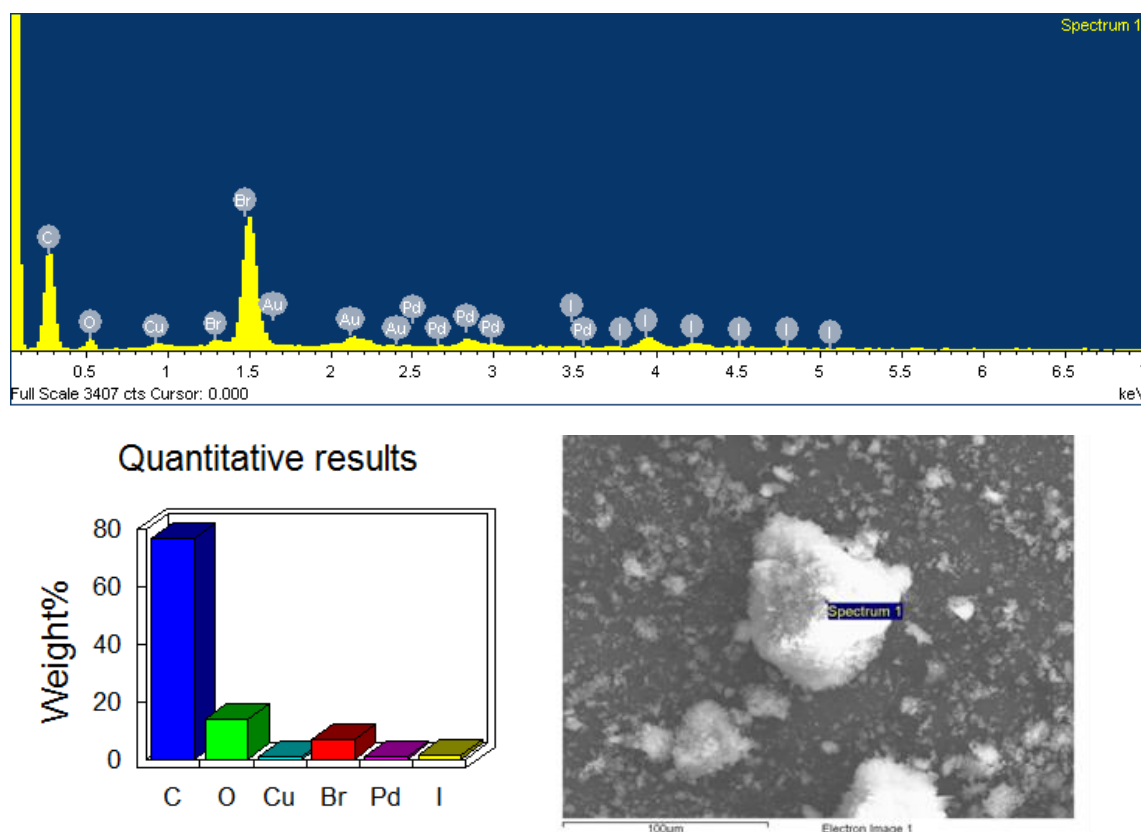 Spectrum 1
C
O
Cu
Br
Br
Au
Au
Au
Pd
Pd
Pd
Pd
I
Pd
I
I
I
I
I
I
0.5 1 1.5 2 2.5 3 3.5 4 4.5 5 5.5 6 6.5
Full Scale 3407 cts Cursor: 0.000
keV
Quantitative results
Weight%
80
60
40
20
0
C O Cu Br Pd I
Spectrum 1
100µm
Electron Image 1